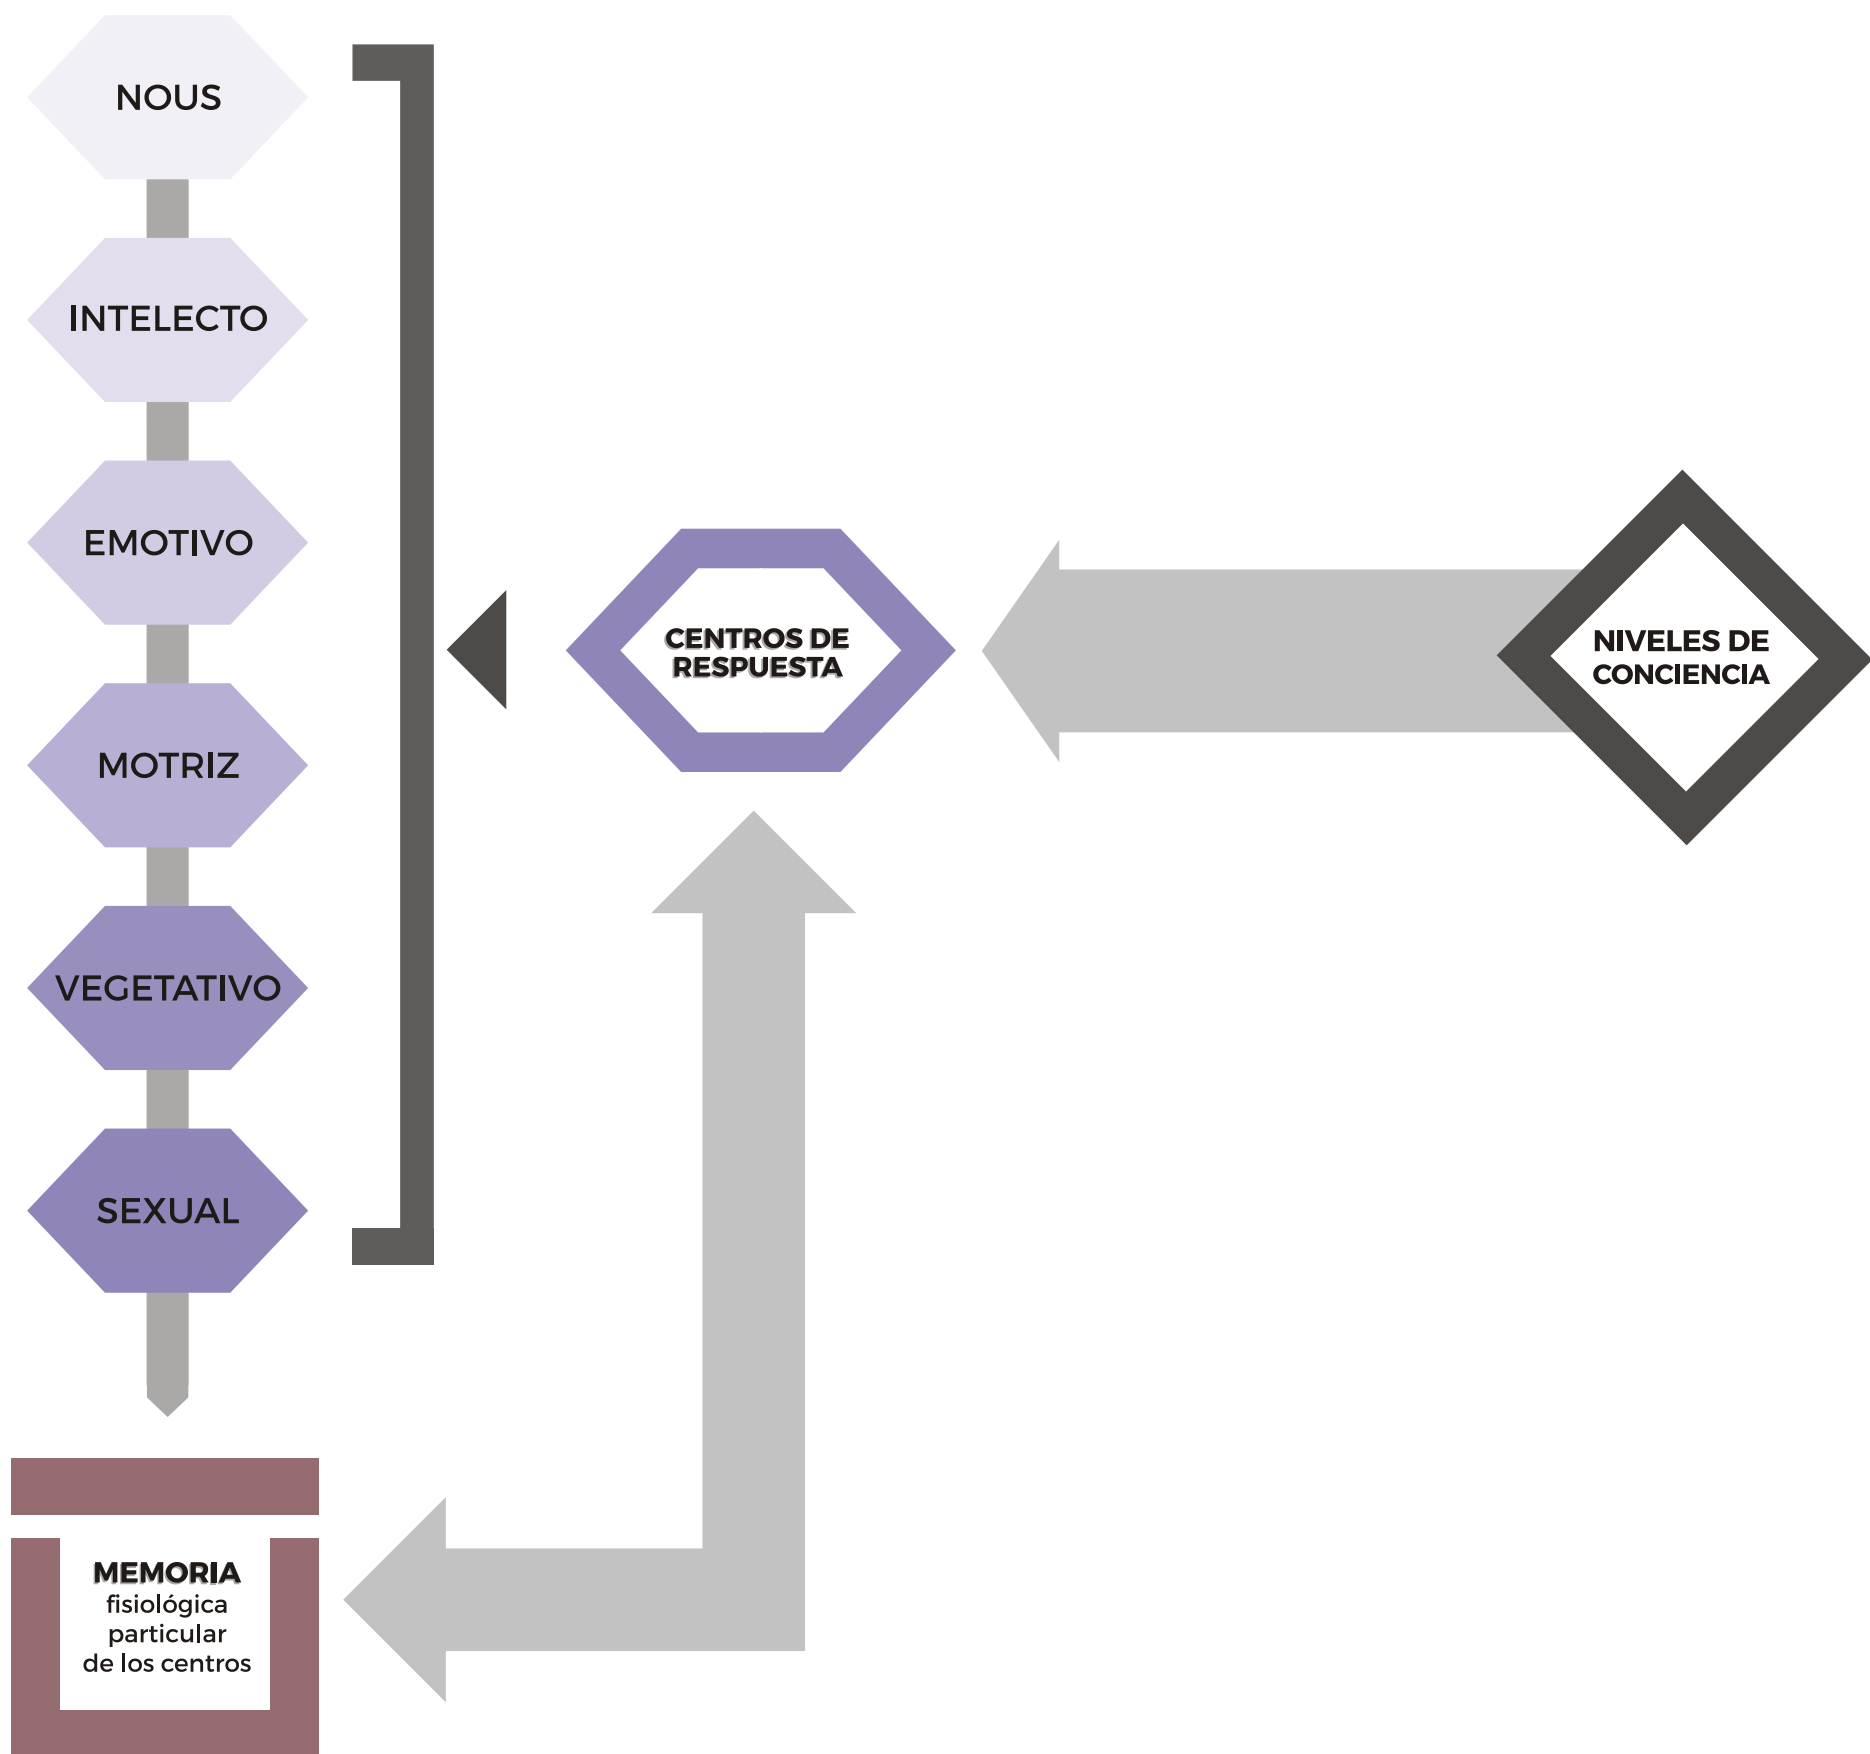 NOUS
INTELECTO
EMOTIVO
MOTRIZ
VEGETATIVO
SEXUAL
MEMORIA
fisiológica
particular
de los centros
CENTROS DE
RESPUESTA
NIVELES DE
CONCIENCIA